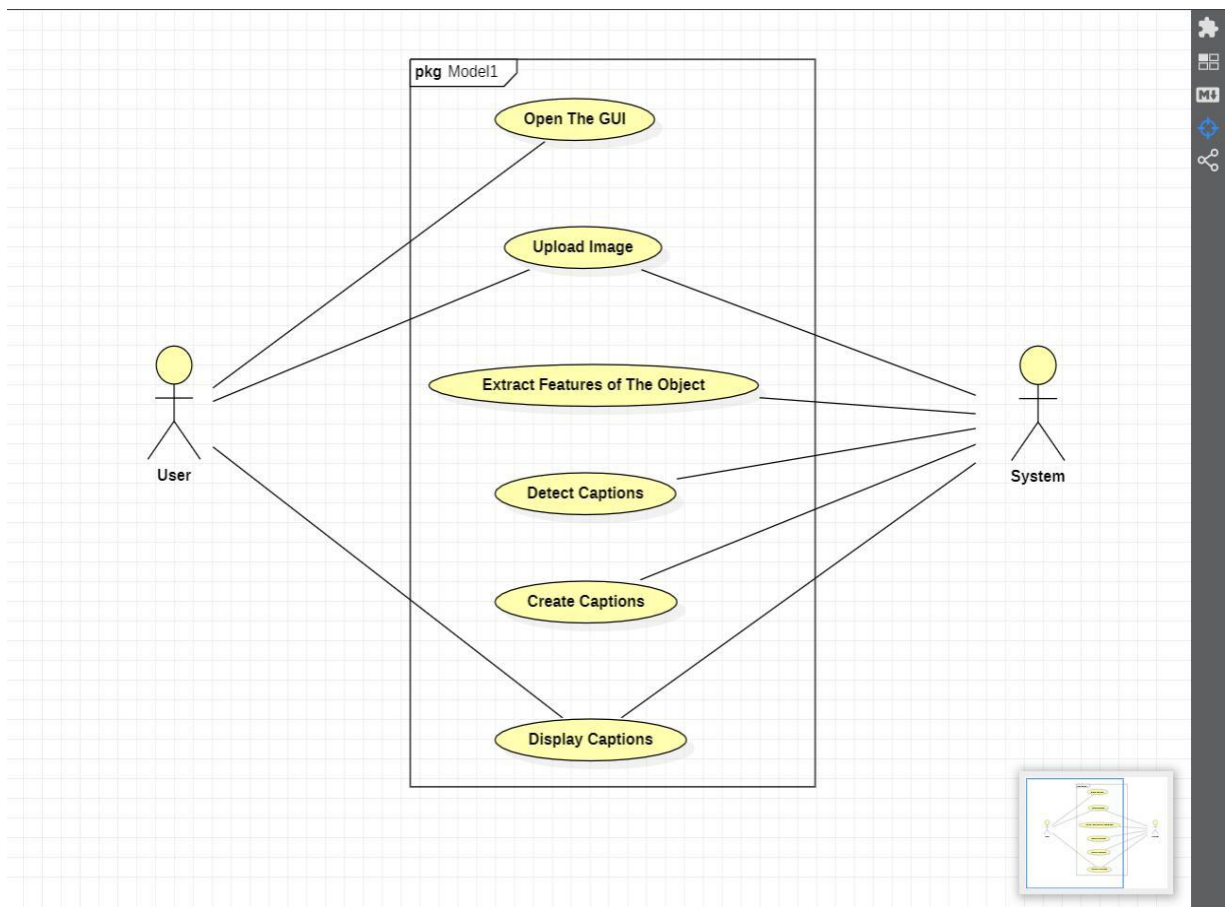 pkg Model1
Open The GUI
Upload Image
Extract Features of The Object
User
System
Detect Captions
Create Captions
Display Captions
M